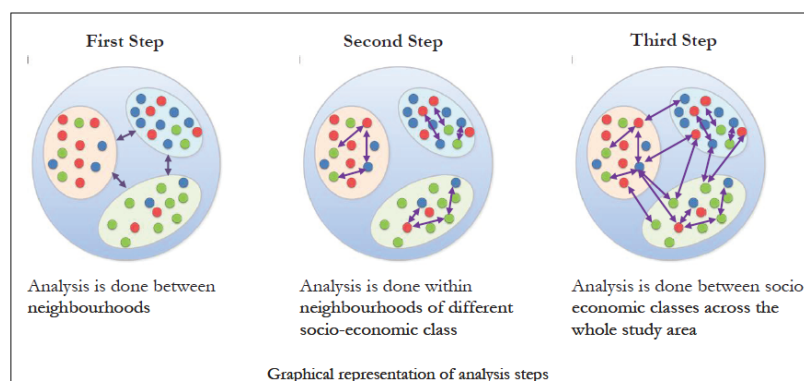 First Step
Second Step
Third Step
Analysis is done between
neighbourhoods
Analysis is done within
neighbourhoods of different
socio-economic class
Analysis is done between socio
economic classes across the
whole study area
Graphical representation of analysis steps